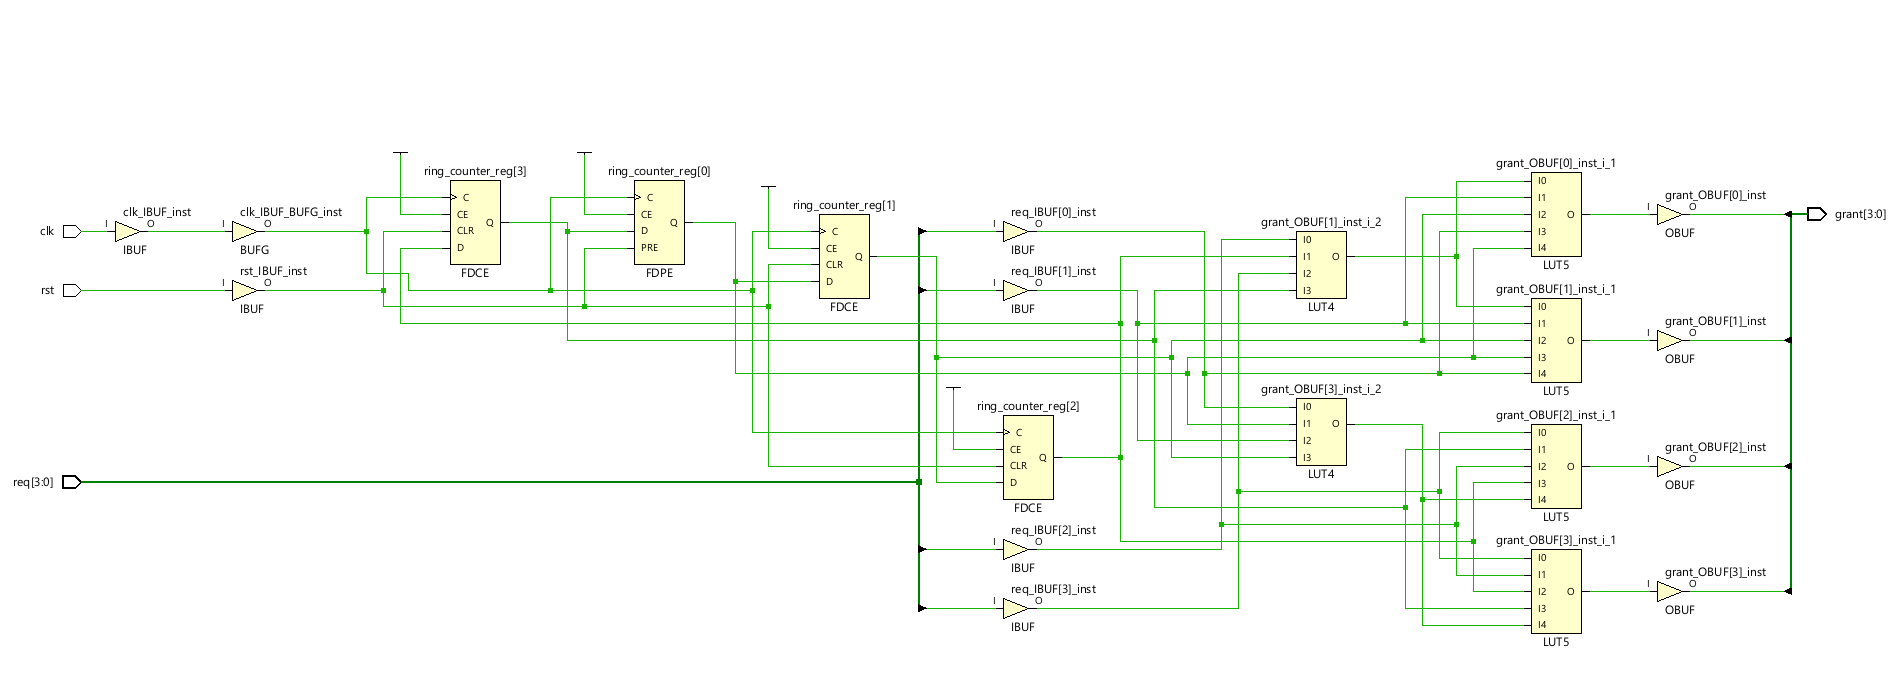 clk
rst
req[3:0]
clk_IBUF_inst
I
O
IBUF
clk_IBUF_BUFG_inst
I
O
BUFG
rst_IBUF_inst
I
O
IBUF
ring_counter_reg[3]
C
CE
CLR
D
Q
FDCE
ring_counter_reg[0]
C
CE
D
PRE
Q
FDPE
ring_counter_reg[1]
C
CE
CLR
D
Q
FDCE
ring_counter_reg[2]
C
CE
CLR
D
Q
FDCE
req_IBUF[0]_inst
I
O
IBUF
req_IBUF[1]_inst
I
O
IBUF
req_IBUF[2]_inst
I
O
IBUF
req_IBUF[3]_inst
I
O
IBUF
grant_OBUF[1]_inst_i_2
I0
I1
I2
I3
O
LUT4
grant_OBUF[3]_inst_i_2
I0
I1
I2
I3
O
LUT4
grant_OBUF[0]_inst_i_1
I0
I1
I2
I3
I4
O
LUT5
grant_OBUF[1]_inst_i_1
I0
I1
I2
I3
I4
O
LUT5
grant_OBUF[2]_inst_i_1
I0
I1
I2
I3
I4
O
LUT5
grant_OBUF[3]_inst_i_1
I0
I1
I2
I3
I4
O
LUT5
grant_OBUF[0]_inst
I
O
OBUF
grant_OBUF[1]_inst
I
O
OBUF
grant_OBUF[2]_inst
I
O
OBUF
grant_OBUF[3]_inst
I
O
OBUF
grant[3:0]